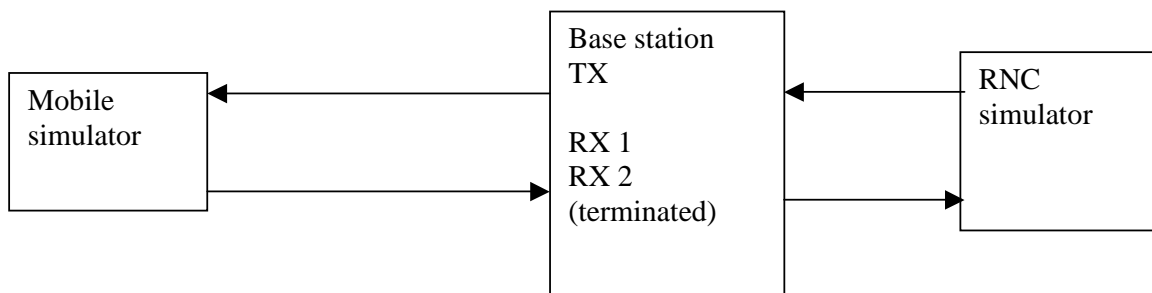 Mobile
simulator
Base station
TX
RX 1
RX 2
(terminated)
RNC
simulator